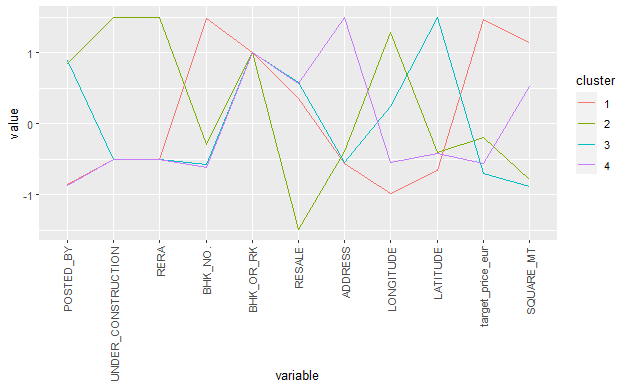 value
1
0
-1
POSTED_BY
UNDER_CONSTRUCTION
RERA
BHK_NO.
BHK_OR_RK
RESALE
ADDRESS
LONGITUDE
LATITUDE
target_price_eur
SQUARE_MT
variable
cluster
1
2
3
4